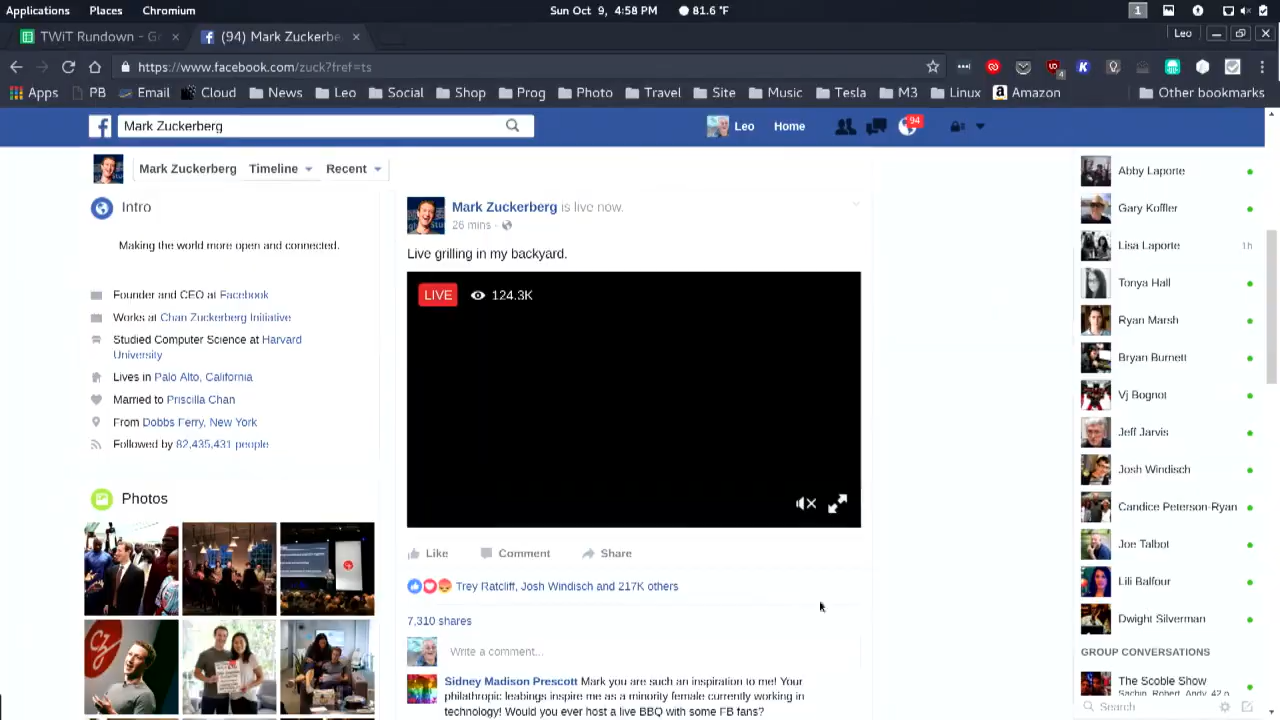 Applications Places Chromium
Sun Oct 9, 4:58 PM 81.6 °F
1
TWiT Rundown - G
(94) Mark Zuckerbe
Leo
https://www.facebook.com/zuck?fref=ts
4
Apps PB Email Cloud News Leo Social Shop Prog Photo Travel Site Music Tesla M3 Linux Amazon Other bookmarks
Mark Zuckerberg
Leo Home 94
Mark Zuckerberg Timeline Recent
Intro
Making the world more open and connected.
Founder and CEO at Facebook
Works at Chan Zuckerberg Initiative
Studied Computer Science at Harvard
University
Lives in Palo Alto, California
Married to Priscilla Chan
From Dobbs Ferry, New York
Followed by 82,435,431 people
Photos
Mark Zuckerberg is live now.
26 mins
Live grilling in my backyard.
LIVE 124.3K
Like Comment Share
Trey Ratcliff, Josh Windisch and 217K others
7,310 shares
Write a comment...
Sidney Madison Prescott Mark you are such an inspiration to me! Your
philanthropic leabings inspire me as a minority female currently working in
technology! Would you ever host a live BBQ with some FB fans?
Abby Laporte
Gary Koffler
Lisa Laporte 1h
Tonya Hall
Ryan Marsh
Bryan Burnett
Vj Bognot
Jeff Jarvis
Josh Windisch
Candice Peterson-Ryan
Joe Talbot
Lili Balfour
Dwight Silverman
GROUP CONVERSATIONS
The Scoble Show
Sachin, Robert, Andy, 42 o
Search